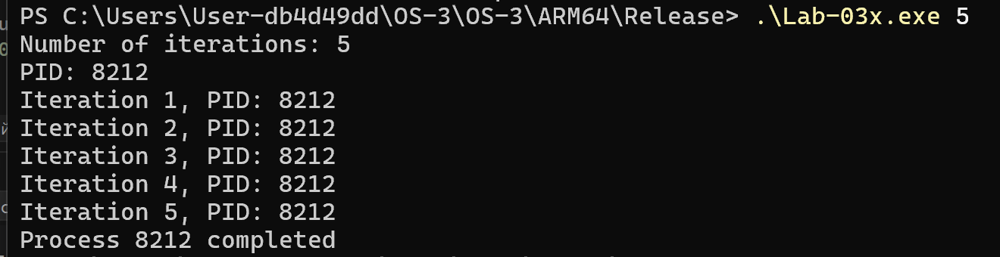 PS C:\Users\User-db4d49dd\OS-3\OS-3\ARM64\Release> .\Lab-03x.exe 5
Number of iterations: 5
PID: 8212
Iteration 1, PID: 8212
Iteration 2, PID: 8212
Iteration 3, PID: 8212
Iteration 4, PID: 8212
Iteration 5, PID: 8212
Process 8212 completed